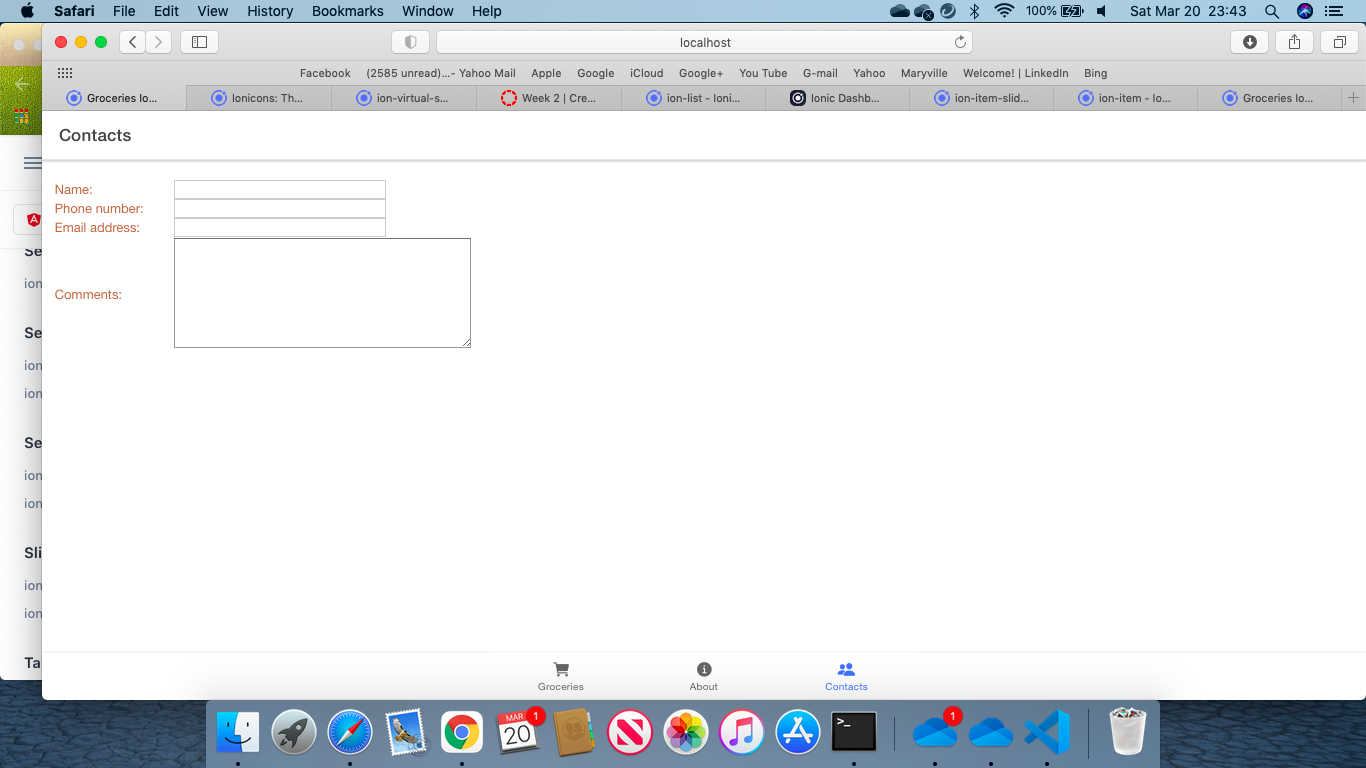 Safari File Edit View History Bookmarks Window Help 100% Sat Mar 20 23:43
localhost
Facebook (2585 unread)...- Yahoo Mail Apple Google iCloud Google+ You Tube G-mail Yahoo Maryville Welcome! | LinkedIn Bing
Groceries Io... Ionicons: Th... ion-virtual-s... Week 2 | Cre... ion-list - Ioni... Ionic Dashb... ion-item-slid... ion-item - Io... Groceries Io...
Contacts
Name:
Phone number:
Email address:
Comments:
Se
ion
Se
ion
ion
Se
ion
ion
Sli
ion
ion
Ta
Groceries About Contacts
MAR
20
1
1
>_